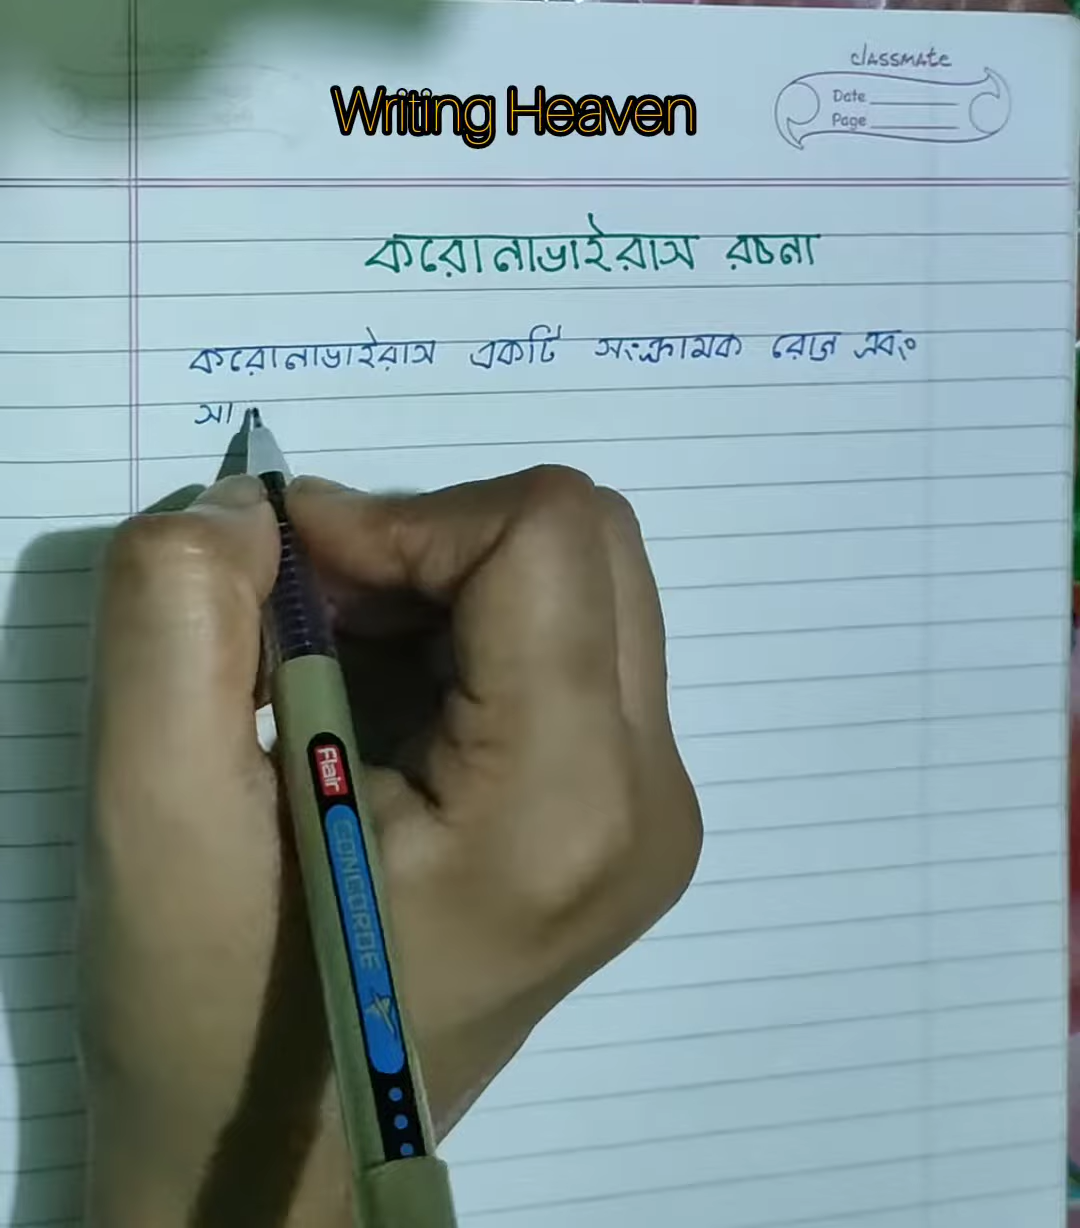 classmate
Writing Heaven
Date
Page
করোনাভাইরাস রচনা
করোনাভাইরাস একটি সংক্রামক রোগ এবং
সা
Flair
CONCORDE